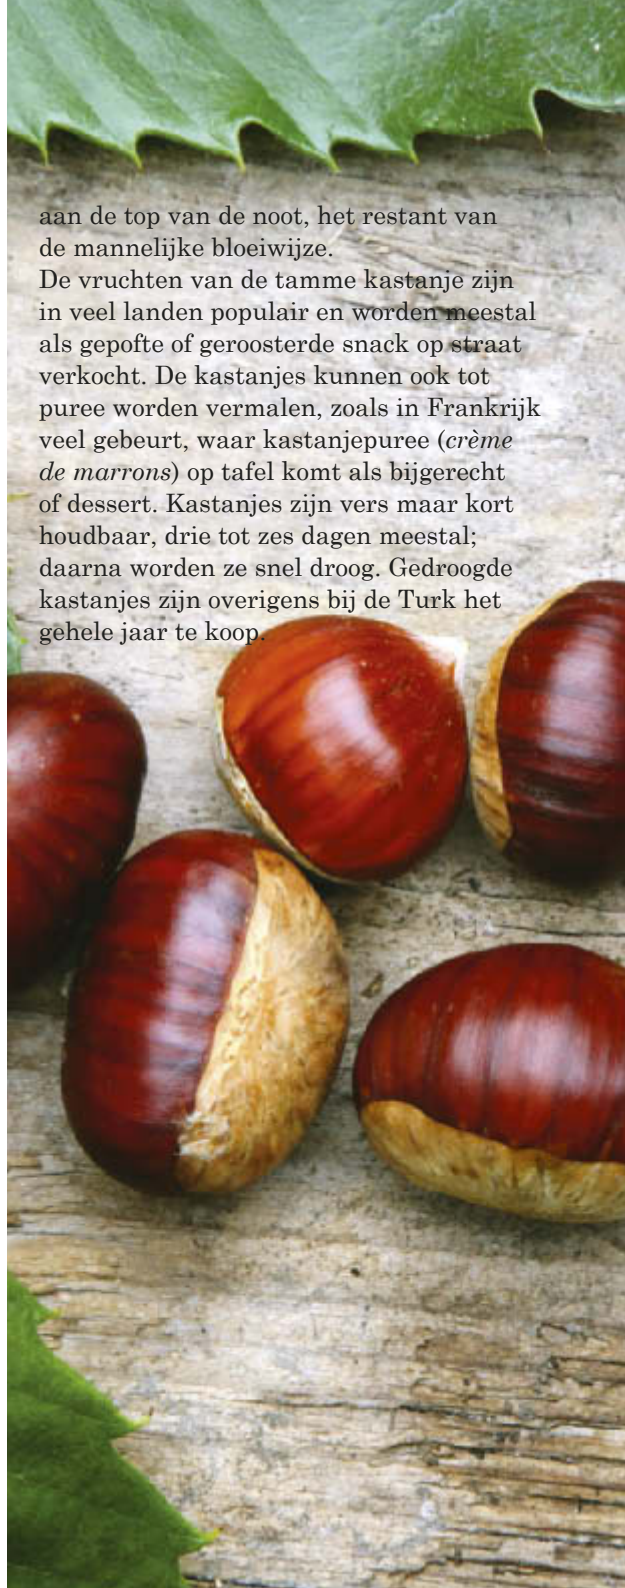 aan de top van de noot, het restant van
de mannelijke bloeiwijze.
De vruchten van de tamme kastanje zijn
in veel landen populair en worden meestal
als gepofte of geroosterde snack op straat
verkocht. De kastanjes kunnen ook tot
puree worden vermalen, zoals in Frankrijk
veel gebeurt, waar kastanjepuree (crème
de marrons) op tafel komt als bijgerecht
of dessert. Kastanjes zijn vers maar kort
houdbaar, drie tot zes dagen meestal;
daarna worden ze snel droog. Gedroogde
kastanjes zijn overigens bij de Turk het
gehele jaar te koop.